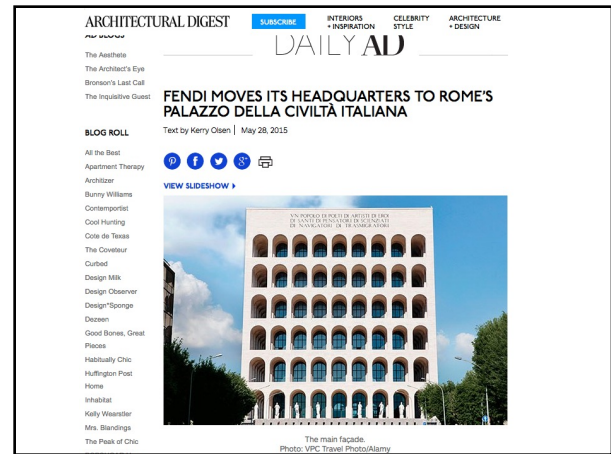 ARCHITECTURAL DIGEST
SUBSCRIBE
INTERIORS
+ INSPIRATION
CELEBRITY
STYLE
ARCHITECTURE
+ DESIGN
AD BLOGS
The Aesthete
The Architect's Eye
Bronson's Last Call
The Inquisitive Guest
BLOG ROLL
All the Best
Apartment Therapy
Architizer
Bunny Williams
Contemportist
Cool Hunting
Cote de Texas
The Coveteur
Curbed
Design Milk
Design Observer
Design*Sponge
Dezeen
Good Bones, Great
Pieces
Habitually Chic
Huffington Post
Home
Inhabitat
Kelly Wearstler
Mrs. Blandings
The Peak of Chic
DAILY AD
FENDI MOVES ITS HEADQUARTERS TO ROME'S
PALAZZO DELLA CIVILTÀ ITALIANA
Text by Kerry Olsen | May 28, 2015
VIEW SLIDESHOW
VN POPOLO DI POETI DI ARTISTI DI EROI
DI SANTI DI PENSATORI DI SCIENZIATI
DI NAVIGATORI DI TRASMIGRATORI
The main façade.
Photo: VPC Travel Photo/Alamy